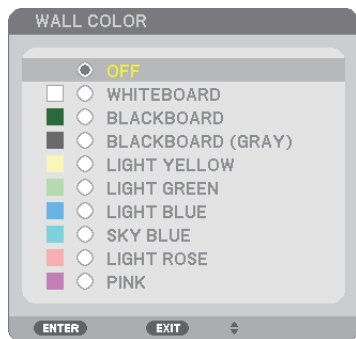 WALL COLOR
OFF
WHITEBOARD
BLACKBOARD
BLACKBOARD (GRAY)
LIGHT YELLOW
LIGHT GREEN
LIGHT BLUE
SKY BLUE
LIGHT ROSE
PINK
ENTER EXIT